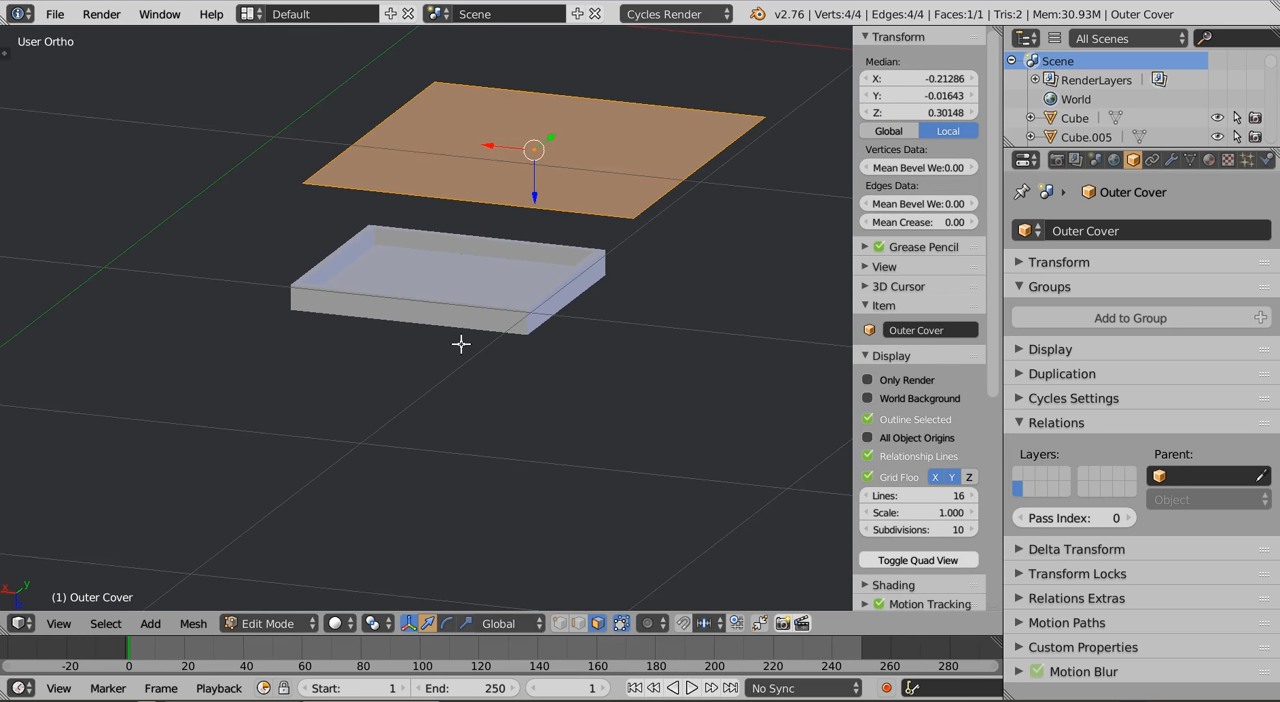 File Render Window Help Default Scene Cycles Render v2.76 | Verts:4/4 | Edges:4/4 | Faces:1/1 | Tris:2 | Mem:30.93M | Outer Cover
User Ortho
Transform
Median:
X: -0.21286
Y: -0.01643
Z: 0.30148
Global Local
Vertices Data:
Mean Bevel We:0.00
Edges Data:
Mean Bevel We:0.00
Mean Crease: 0.00
Grease Pencil
View
3D Cursor
Item
Outer Cover
Display
Only Render
World Background
Outline Selected
All Object Origins
Relationship Lines
Grid Floo X Y Z
Lines: 16
Scale: 1.000
Subdivisions: 10
Toggle Quad View
Shading
Motion Tracking
All Scenes
Scene
RenderLayers |
World
Cube |
Cube.005 |
Outer Cover
Outer Cover
Transform
Groups
Add to Group
Display
Duplication
Cycles Settings
Relations
Layers: Parent:
Object
Pass Index: 0
Delta Transform
Transform Locks
Relations Extras
Motion Paths
Custom Properties
Motion Blur
x y z
(1) Outer Cover
View Select Add Mesh Edit Mode Global
-20 0 20 40 60 80 100 120 140 160 180 200 220 240 260 280
View Marker Frame Playback Start: 1 End: 250 1 No Sync